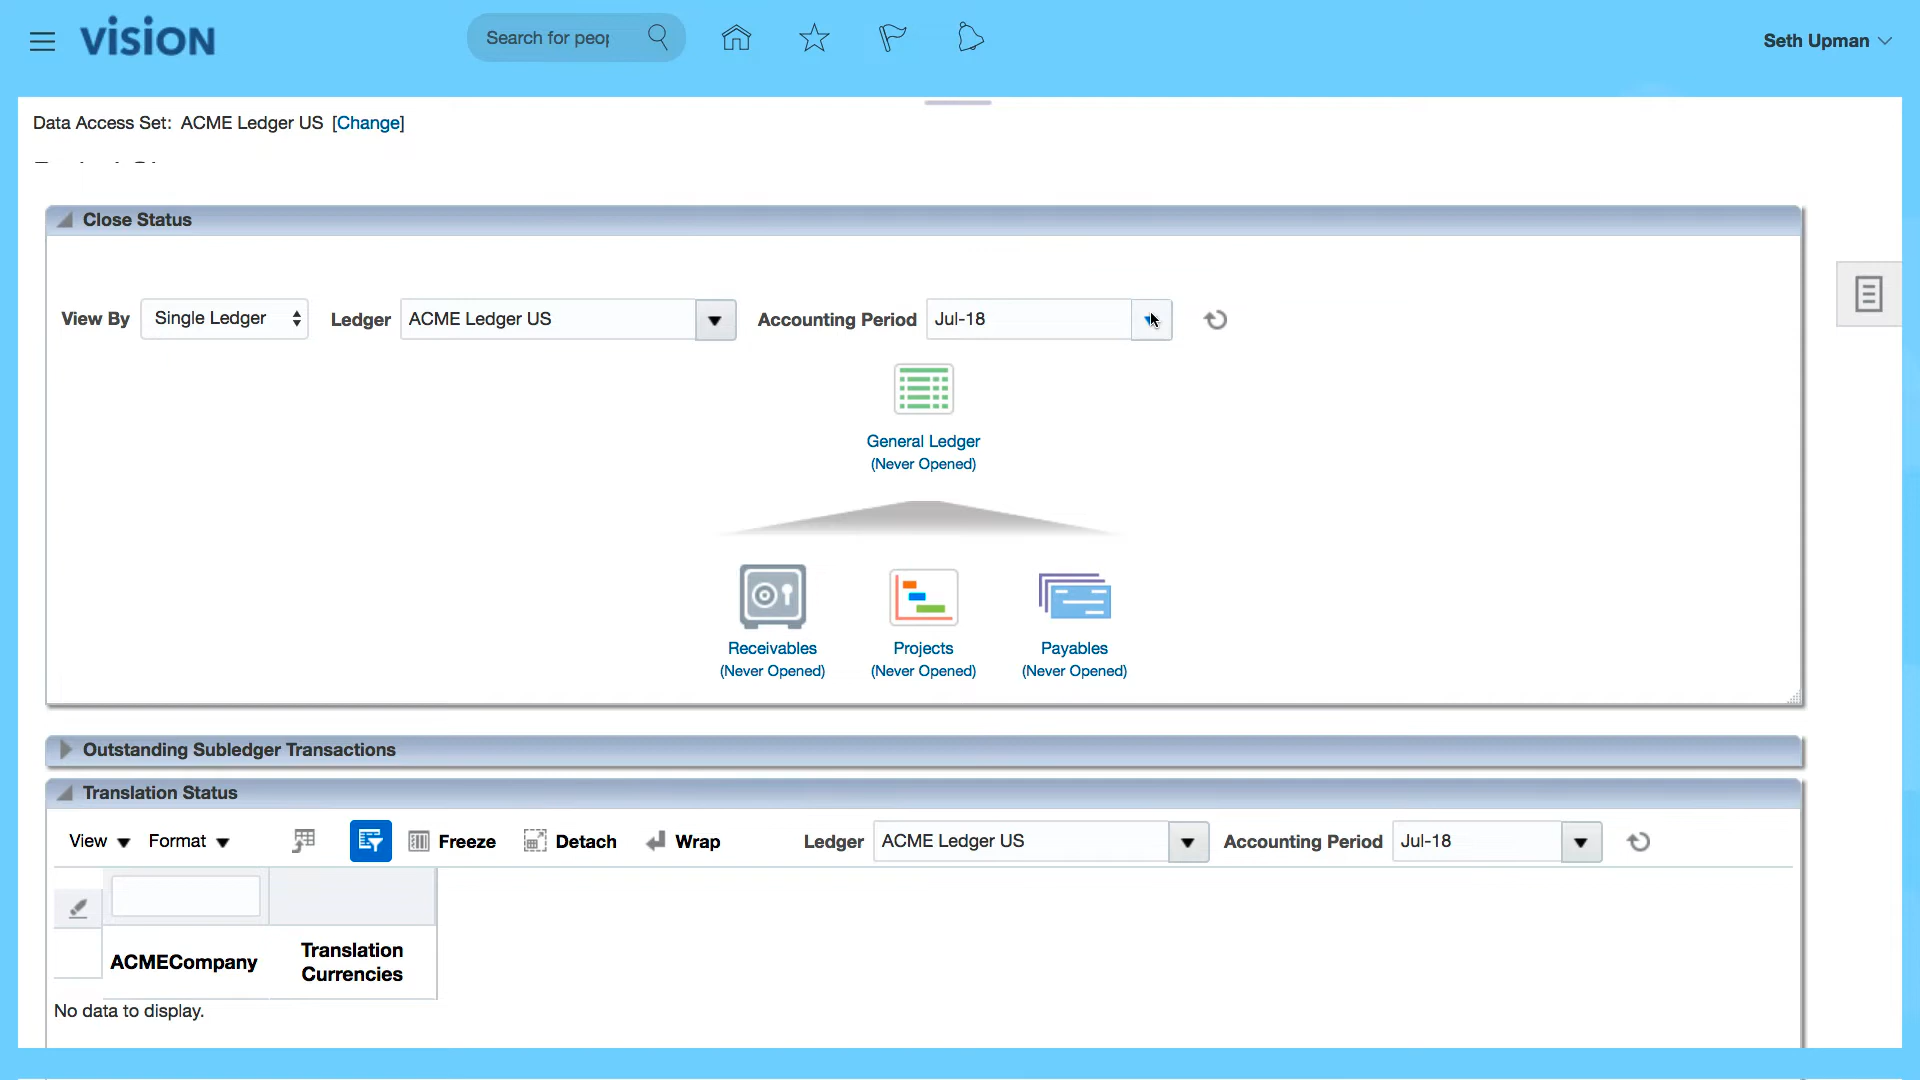 VISION
Search for peop
Seth Upman
Data Access Set: ACME Ledger US [Change]
Close Status
View By Single Ledger Ledger ACME Ledger US Accounting Period Jul-18
General Ledger
(Never Opened)
Receivables Projects Payables
(Never Opened) (Never Opened) (Never Opened)
Outstanding Subledger Transactions
Translation Status
View Format Freeze Detach Wrap Ledger ACME Ledger US Accounting Period Jul-18
ACMECompany
Translation
Currencies
No data to display.